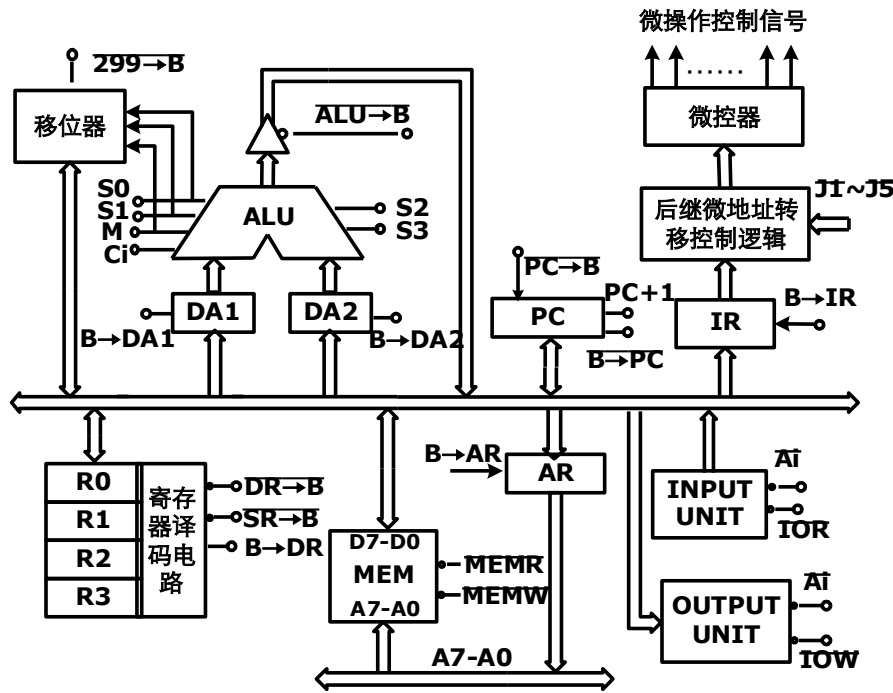 微操作控制信号
299→B
ALU→B
......
移位器
微控器
S0
S1
M
Ci
ALU
S2
S3
后继微地址转
移控制逻辑
J1~J5
PC→B
PC+1
B→IR
DA1
DA2
PC
IR
B→DA1
B→DA2
B→PC
B→AR
AR
R0
R1
R2
R3
寄存
器译
码电
路
DR→B
SR→B
B→DR
D7-D0
MEM
A7-A0
MEMR
MEMW
INPUT
UNIT
Ai
IOR
OUTPUT
UNIT
Ai
IOW
A7-A0